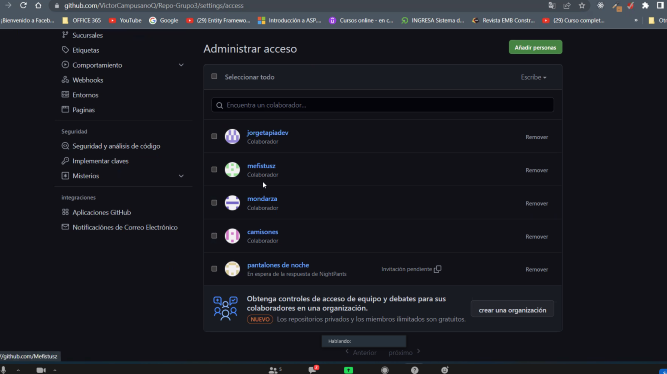 github.com/VictorCampusanoQ/Repo-Grupo3/settings/access
¡Bienvenido a Faceb...
OFFICE 365
YouTube
Google
(29) Entity Framewo...
Introducción a ASP....
Cursos online - en c...
INGRESA Sistema d...
Revista EMB Constr...
(29) Curso complet...
»
Sucursales
Etiquetas
Comportamiento
Webhooks
Entornos
Paginas
Seguridad
Seguridad y análisis de código
Implementar claves
Misterios
integraciones
Aplicaciones GitHub
Notificaciónes de Correo Electrónico
Administrar acceso
Añadir personas
Seleccionar todo
Escribe
Encuentra un colaborador...
jorgetapiadev
Colaborador
Remover
mefistusz
Colaborador
Remover
mondarza
Colaborador
Remover
camisones
Colaborador
Remover
pantalones de noche
En espera de la respuesta de NightPants
Invitación pendiente
Remover
Obtenga controles de acceso de equipo y debates para sus
colaboradores en una organización.
NUEVO Los repositorios privados y los miembros ilimitados son gratuitos.
crear una organización
Hablando:
Anterior próximo
//github.com/Mefistusz
5